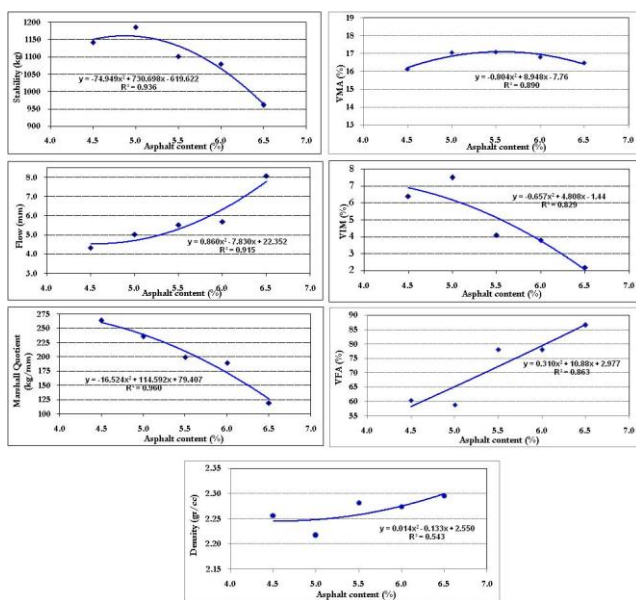 1200
1150
1100
1050
1000
950
900
Stability (kg)
y = -74.949x² + 730.698x - 619.622
R² = 0.936
4.0 4.5 5.0 5.5 6.0 6.5 7.0
Asphalt content (%)
19
18
17
16
15
14
13
VMA (%)
y = -0.804x² + 8.948x - 7.76
R² = 0.890
4.0 4.5 5.0 5.5 6.0 6.5 7.0
Asphalt content (%)
8.0
7.0
6.0
5.0
4.0
3.0
Flow (mm)
y = 0.860x² - 7.830x + 22.352
R² = 0.915
4.0 4.5 5.0 5.5 6.0 6.5 7.0
Asphalt content (%)
8
7
6
5
4
3
2
VIM (%)
y = -0.657x² + 4.808x - 1.44
R² = 0.829
4.0 4.5 5.0 5.5 6.0 6.5 7.0
Asphalt content (%)
275
250
225
200
175
150
125
100
Marshall Quotient
(kg/mm)
y = -16.524x² + 114.592x + 79.407
R² = 0.960
4.0 4.5 5.0 5.5 6.0 6.5 7.0
Asphalt content (%)
90
85
80
75
70
65
60
55
VFA (%)
y = 0.310x² + 10.88x + 2.977
R² = 0.863
4.0 4.5 5.0 5.5 6.0 6.5 7.0
Asphalt content (%)
2.35
2.30
2.25
2.20
2.15
Density (gr/cc)
y = 0.014x² - 0.133x + 2.550
R² = 0.543
4.0 4.5 5.0 5.5 6.0 6.5 7.0
Asphalt content (%)